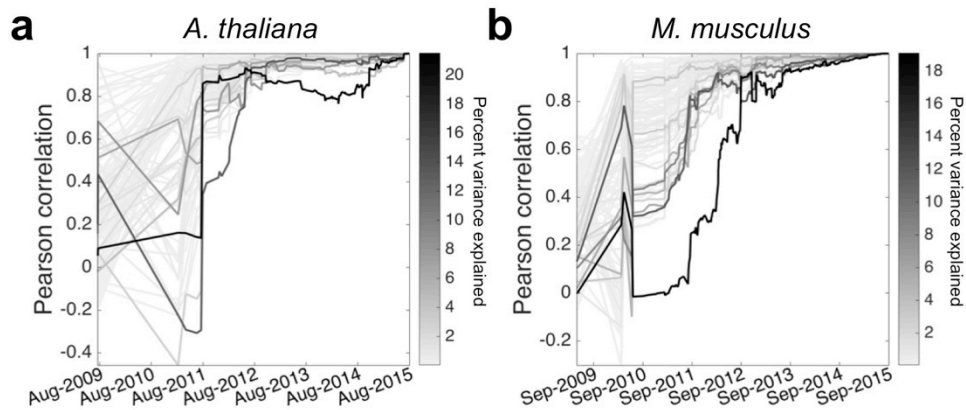 a
A. thaliana
1
0.8
0.6
0.4
0.2
0
-0.2
-0.4
Pearson correlation
Aug-2009
Aug-2010
Aug-2011
Aug-2012
Aug-2013
Aug-2014
Aug-2015
20
18
16
14
12
10
8
6
4
2
Percent variance explained
b
M. musculus
1
0.8
0.6
0.4
0.2
0
-0.2
Pearson correlation
Sep-2009
Sep-2010
Sep-2011
Sep-2012
Sep-2013
Sep-2014
Sep-2015
18
16
14
12
10
8
6
4
2
Percent variance explained